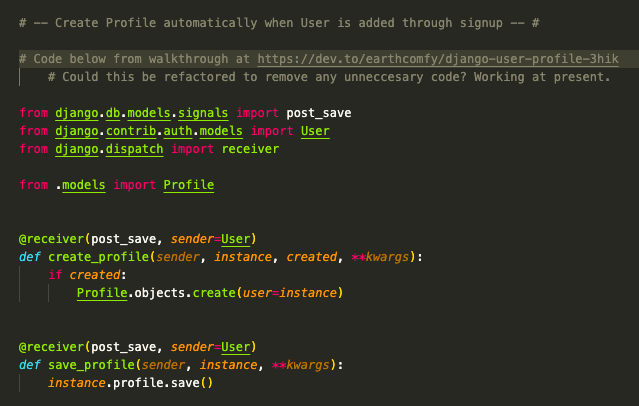 # -- Create Profile automatically when User is added through signup -- #
# Code below from walkthrough at https://dev.to/earthcomfy/django-user-profile-3hik
# Could this be refactored to remove any unneccesary code? Working at present.
from django.db.models.signals import post_save
from django.contrib.auth.models import User
from django.dispatch import receiver
from .models import Profile
@receiver(post_save, sender=User)
def create_profile(sender, instance, created, **kwargs):
if created:
Profile.objects.create(user=instance)
@receiver(post_save, sender=User)
def save_profile(sender, instance, **kwargs):
instance.profile.save()